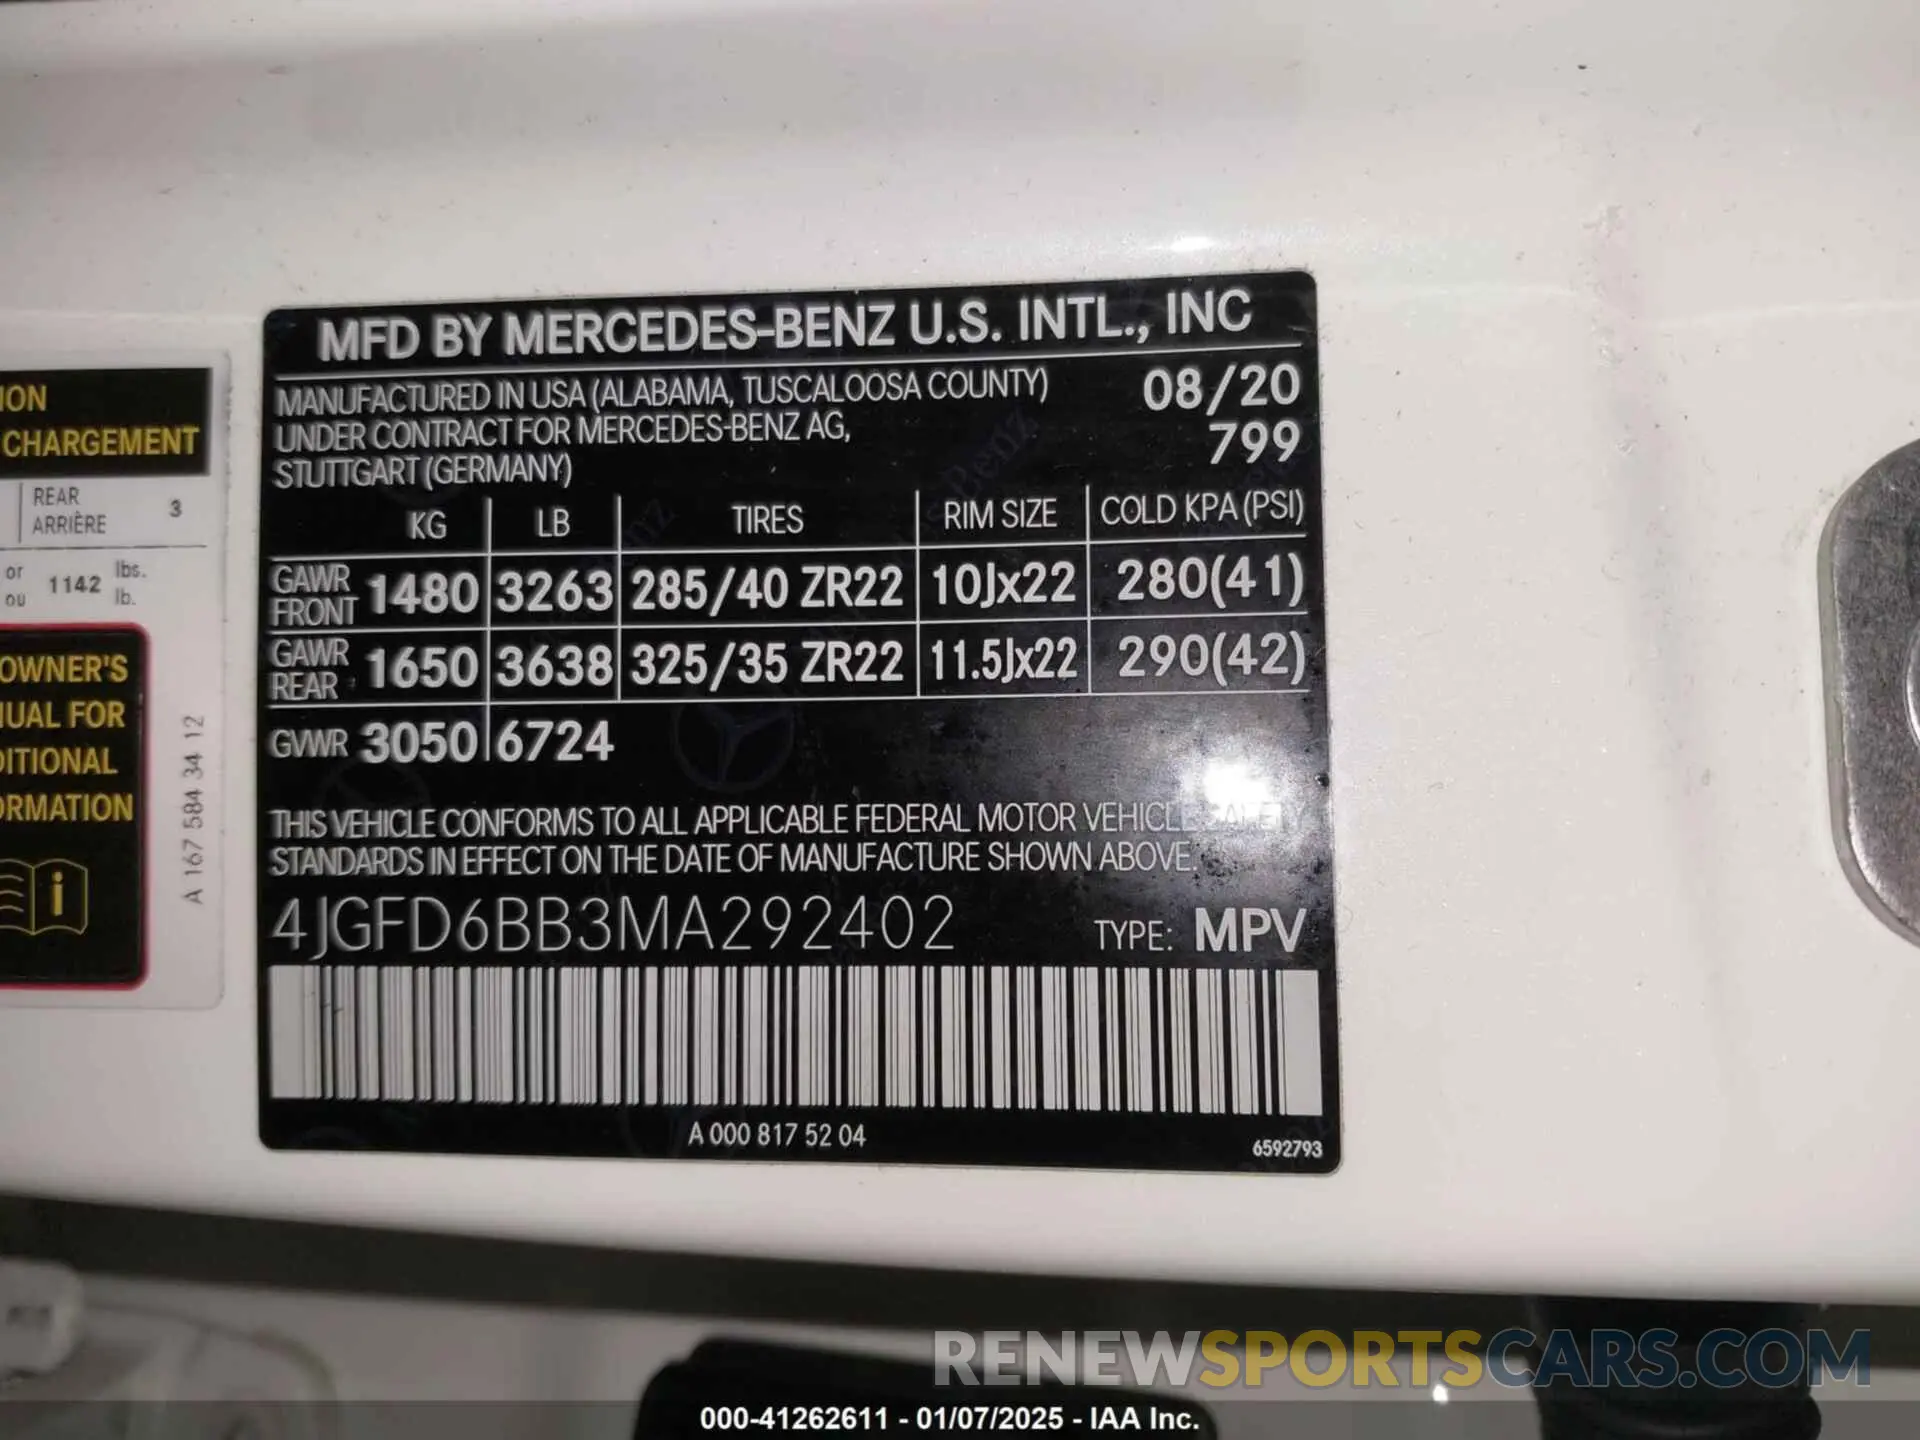 MFD BY MERCEDES-BENZ U.S. INTL., INC
MANUFACTURED IN USA (ALABAMA, TUSCALOOSA COUNTY) 08/20
UNDER CONTRACT FOR MERCEDES-BENZ AG, 799
STUTTGART (GERMANY)
KG LB TIRES RIM SIZE COLD KPA (PSI)
GAWR FRONT 1480 3263 285/40 ZR22 10Jx22 280(41)
GAWR REAR 1650 3638 325/35 ZR22 11.5Jx22 290(42)
GVWR 3050 6724
THIS VEHICLE CONFORMS TO ALL APPLICABLE FEDERAL MOTOR VEHICLE SAFETY
STANDARDS IN EFFECT ON THE DATE OF MANUFACTURE SHOWN ABOVE.
4JGFD6BB3MA292402 TYPE: MPV
A 000 817 52 04
6592793
ION
CHARGEMENT
REAR
ARRIÈRE 3
or 1142 lbs.
ou lb.
OWNER'S
UAL FOR
DITIONAL
ORMATION
i
A 167 584 34 12
RENEWSPORTSCARS.COM
000-41262611 - 01/07/2025 - IAA Inc.